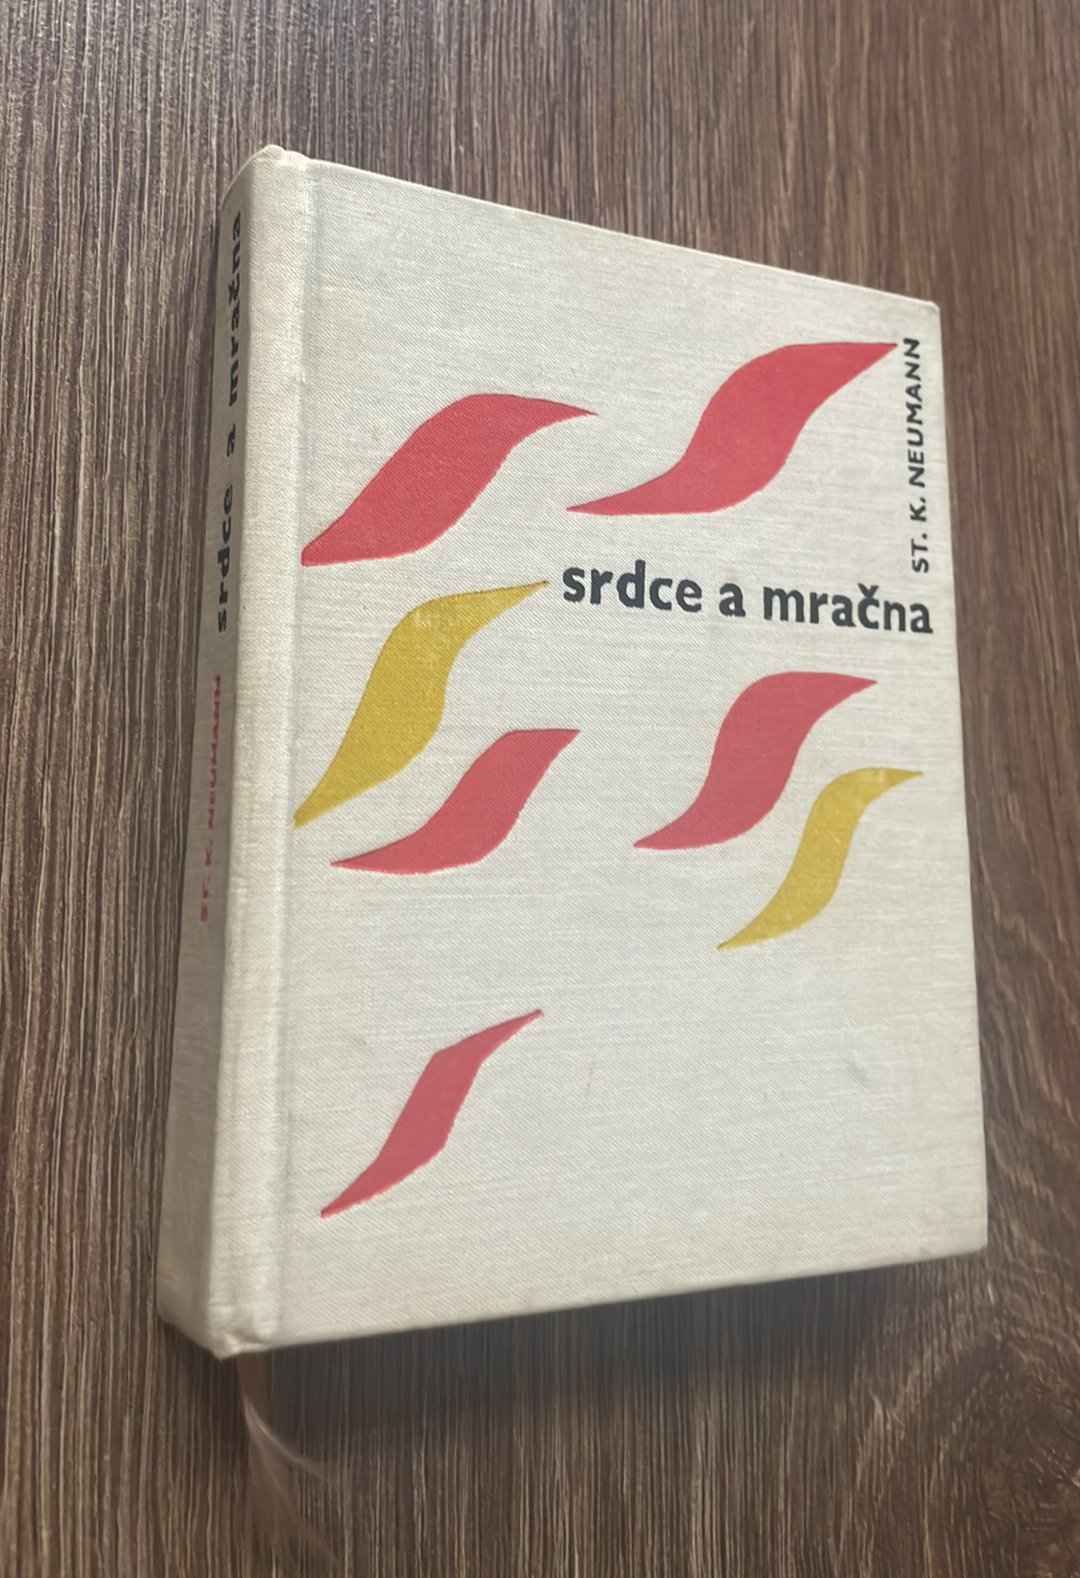 ST. K. NEUMANN
srdce a mračna
ST. K. NEUMANN srdce a mračna